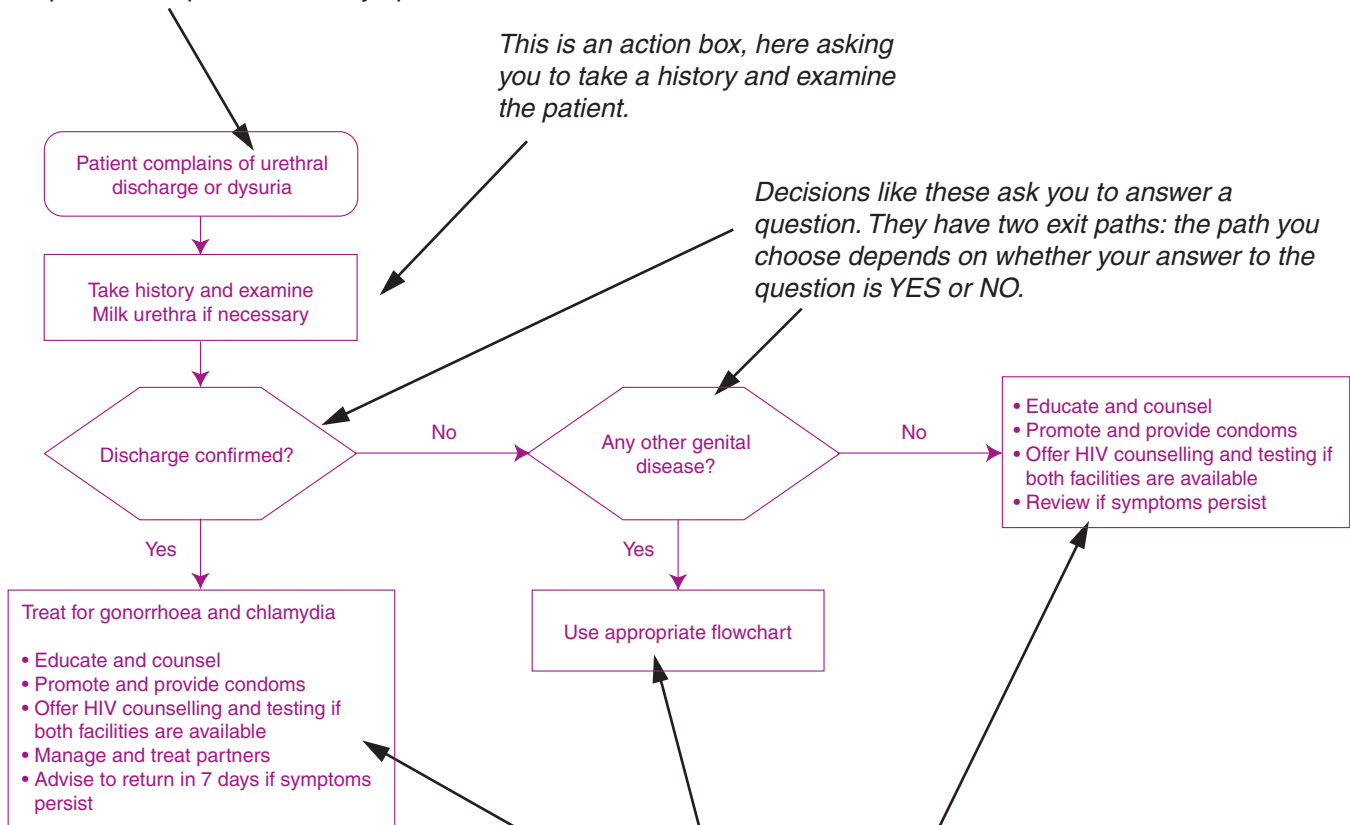 This is an action box, here asking
you to take a history and examine
the patient.
Patient complains of urethral
discharge or dysuria
Decisions like these ask you to answer a
question. They have two exit paths: the path you
choose depends on whether your answer to the
question is YES or NO.
Take history and examine
Milk urethra if necessary
Discharge confirmed?
No
Any other genital
disease?
No
• Educate and counsel
• Promote and provide condoms
• Offer HIV counselling and testing if
both facilities are available
• Review if symptoms persist
Yes
Yes
Treat for gonorrhoea and chlamydia
• Educate and counsel
• Promote and provide condoms
• Offer HIV counselling and testing if
both facilities are available
• Manage and treat partners
• Advise to return in 7 days if symptoms
persist
Use appropriate flowchart